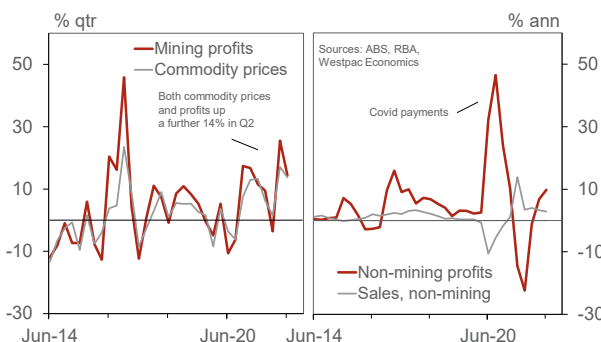 % qtr
% ann
50
30
10
-10
-30
Mining profits
Commodity prices
Both commodity prices
and profits up
a further 14% in Q2
Jun-14
Jun-20
Sources: ABS, RBA,
Westpac Economics
Covid payments
Non-mining profits
Sales, non-mining
50
30
10
-10
-30
Jun-14
Jun-20